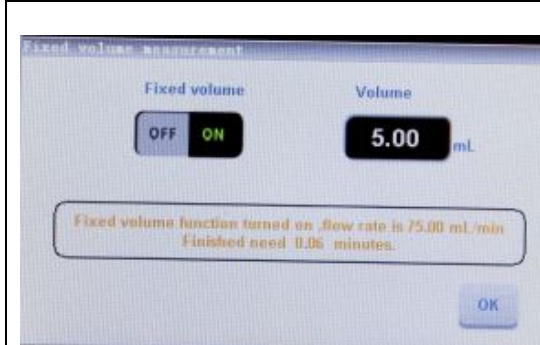 Fixed volume measurement
Fixed volume Volume
OFF ON 5.00 mL
Fixed volume function turned on ,flow rate is 75.00 mL/min
Finished need 0.06 minutes.
OK